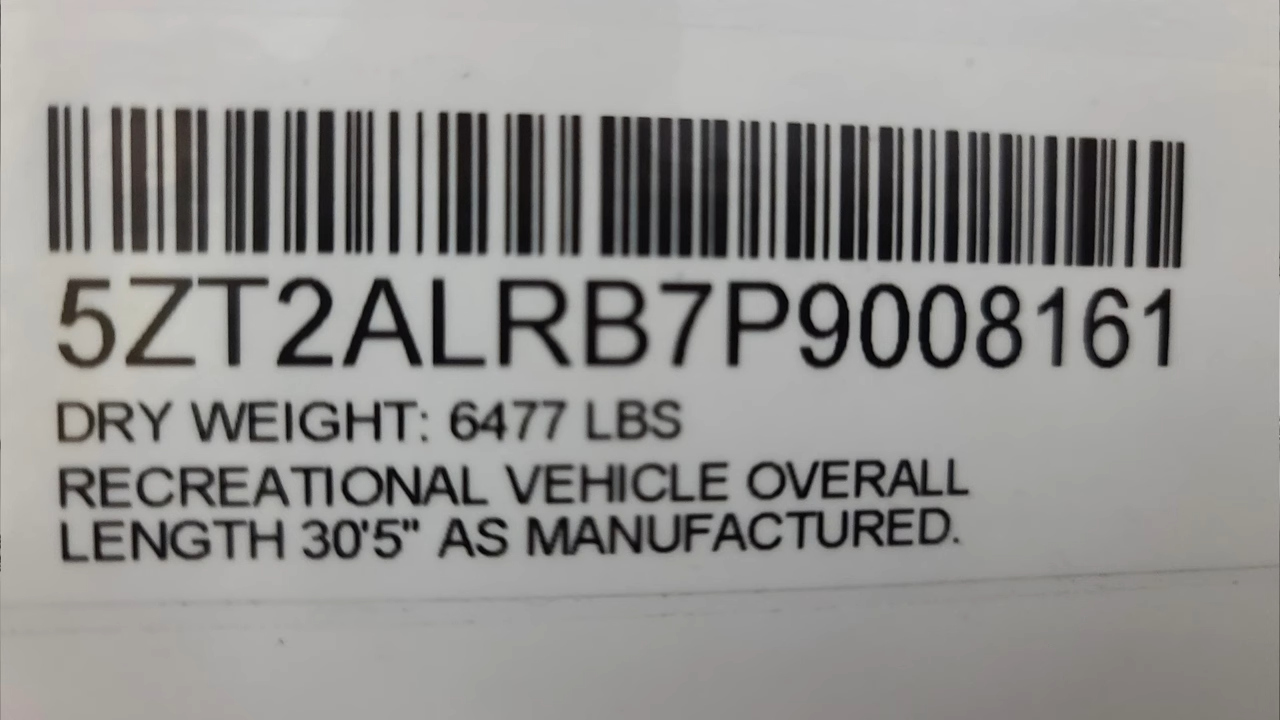 5ZT2ALRB7P9008161
DRY WEIGHT: 6477 LBS
RECREATIONAL VEHICLE OVERALL
LENGTH 30'5" AS MANUFACTURED.